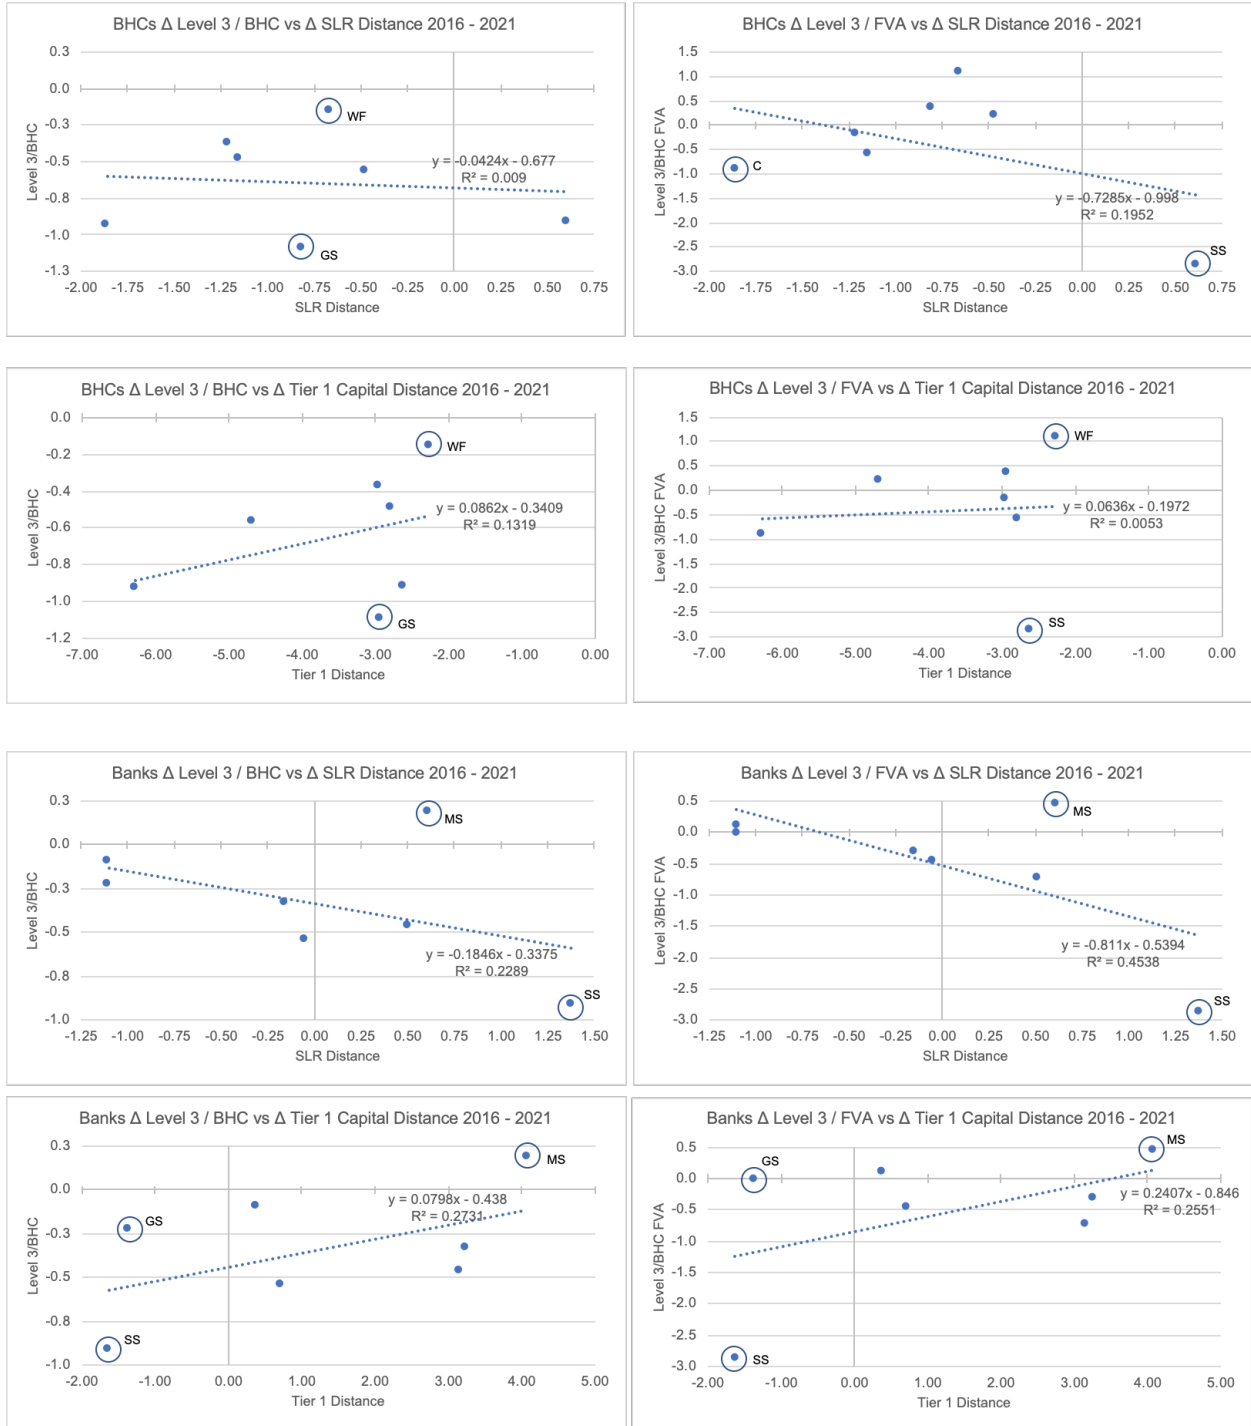 BHCs Δ Level 3 / BHC vs Δ SLR Distance 2016 - 2021
0.3
0.0
-0.3
-0.5
-0.8
-1.0
-1.3
Level 3/BHC
WF
y = -0.0424x - 0.677
R² = 0.009
GS
-2.00 -1.75 -1.50 -1.25 -1.00 -0.75 -0.50 -0.25 0.00 0.25 0.50 0.75
SLR Distance
BHCs Δ Level 3 / FVA vs Δ SLR Distance 2016 - 2021
1.5
1.0
0.5
0.0
-0.5
-1.0
-1.5
-2.0
-2.5
-3.0
Level 3/BHC FVA
C
y = -0.7285x - 0.998
R² = 0.1952
SS
-2.00 -1.75 -1.50 -1.25 -1.00 -0.75 -0.50 -0.25 0.00 0.25 0.50 0.75
SLR Distance
BHCs Δ Level 3 / BHC vs Δ Tier 1 Capital Distance 2016 - 2021
0.0
-0.2
-0.4
-0.6
-0.8
-1.0
-1.2
Level 3/BHC
WF
y = 0.0862x - 0.3409
R² = 0.1319
GS
-7.00 -6.00 -5.00 -4.00 -3.00 -2.00 -1.00 0.00
Tier 1 Distance
BHCs Δ Level 3 / FVA vs Δ Tier 1 Capital Distance 2016 - 2021
1.5
1.0
0.5
0.0
-0.5
-1.0
-1.5
-2.0
-2.5
-3.0
Level 3/BHC FVA
WF
y = 0.0636x - 0.1972
R² = 0.0053
SS
-7.00 -6.00 -5.00 -4.00 -3.00 -2.00 -1.00 0.00
Tier 1 Distance
Banks Δ Level 3 / BHC vs Δ SLR Distance 2016 - 2021
0.3
0.0
-0.3
-0.5
-0.8
-1.0
Level 3/BHC
MS
y = -0.1846x - 0.3375
R² = 0.2289
SS
-1.25 -1.00 -0.75 -0.50 -0.25 0.00 0.25 0.50 0.75 1.00 1.25 1.50
SLR Distance
Banks Δ Level 3 / FVA vs Δ SLR Distance 2016 - 2021
0.5
0.0
-0.5
-1.0
-1.5
-2.0
-2.5
-3.0
Level 3/BHC FVA
MS
y = -0.811x - 0.5394
R² = 0.4538
SS
-1.25 -1.00 -0.75 -0.50 -0.25 0.00 0.25 0.50 0.75 1.00 1.25 1.50
SLR Distance
Banks Δ Level 3 / BHC vs Δ Tier 1 Capital Distance 2016 - 2021
0.3
0.0
-0.3
-0.5
-0.8
-1.0
Level 3/BHC
MS
y = 0.0798x - 0.438
R² = 0.2731
GS
SS
-2.00 -1.00 0.00 1.00 2.00 3.00 4.00 5.00
Tier 1 Distance
Banks Δ Level 3 / FVA vs Δ Tier 1 Capital Distance 2016 - 2021
0.5
0.0
-0.5
-1.0
-1.5
-2.0
-2.5
-3.0
Level 3/BHC FVA
MS
GS
y = 0.2407x - 0.846
R² = 0.2551
SS
-2.00 -1.00 0.00 1.00 2.00 3.00 4.00 5.00
Tier 1 Distance